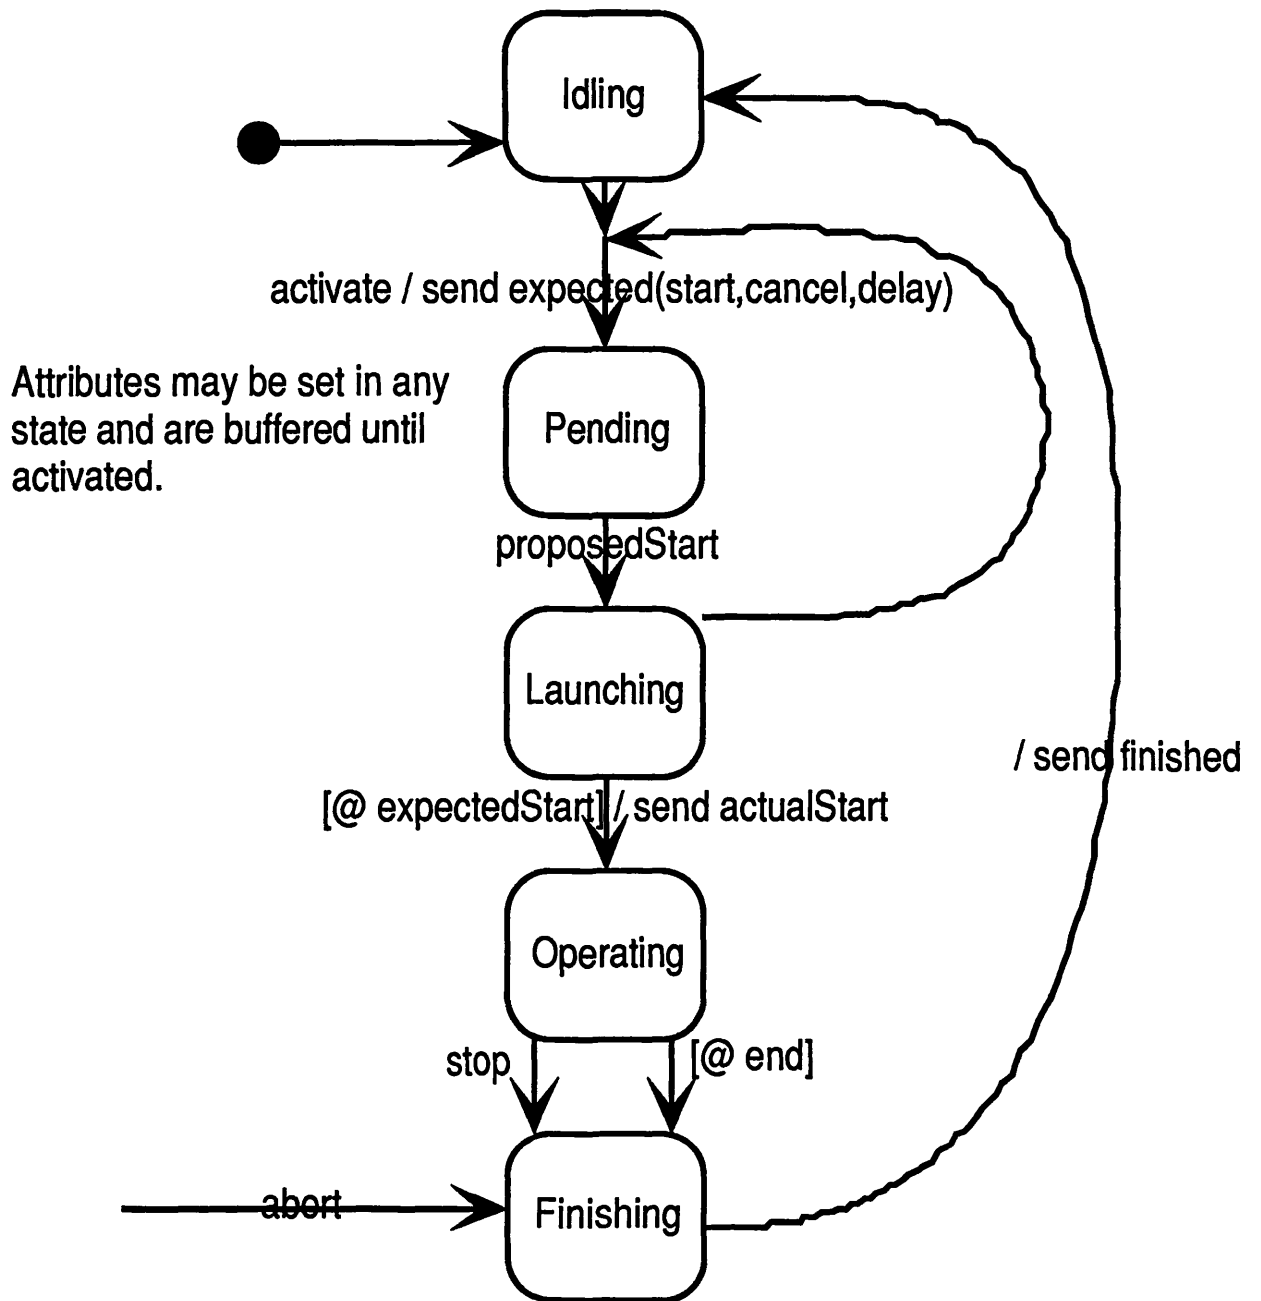 Idling
activate / send expected(start,cancel,delay)
Attributes may be set in any
state and are buffered until
activated.
Pending
proposedStart
Launching
/ send finished
[@ expectedStart] / send actualStart
Operating
stop
[@ end]
abort
Finishing